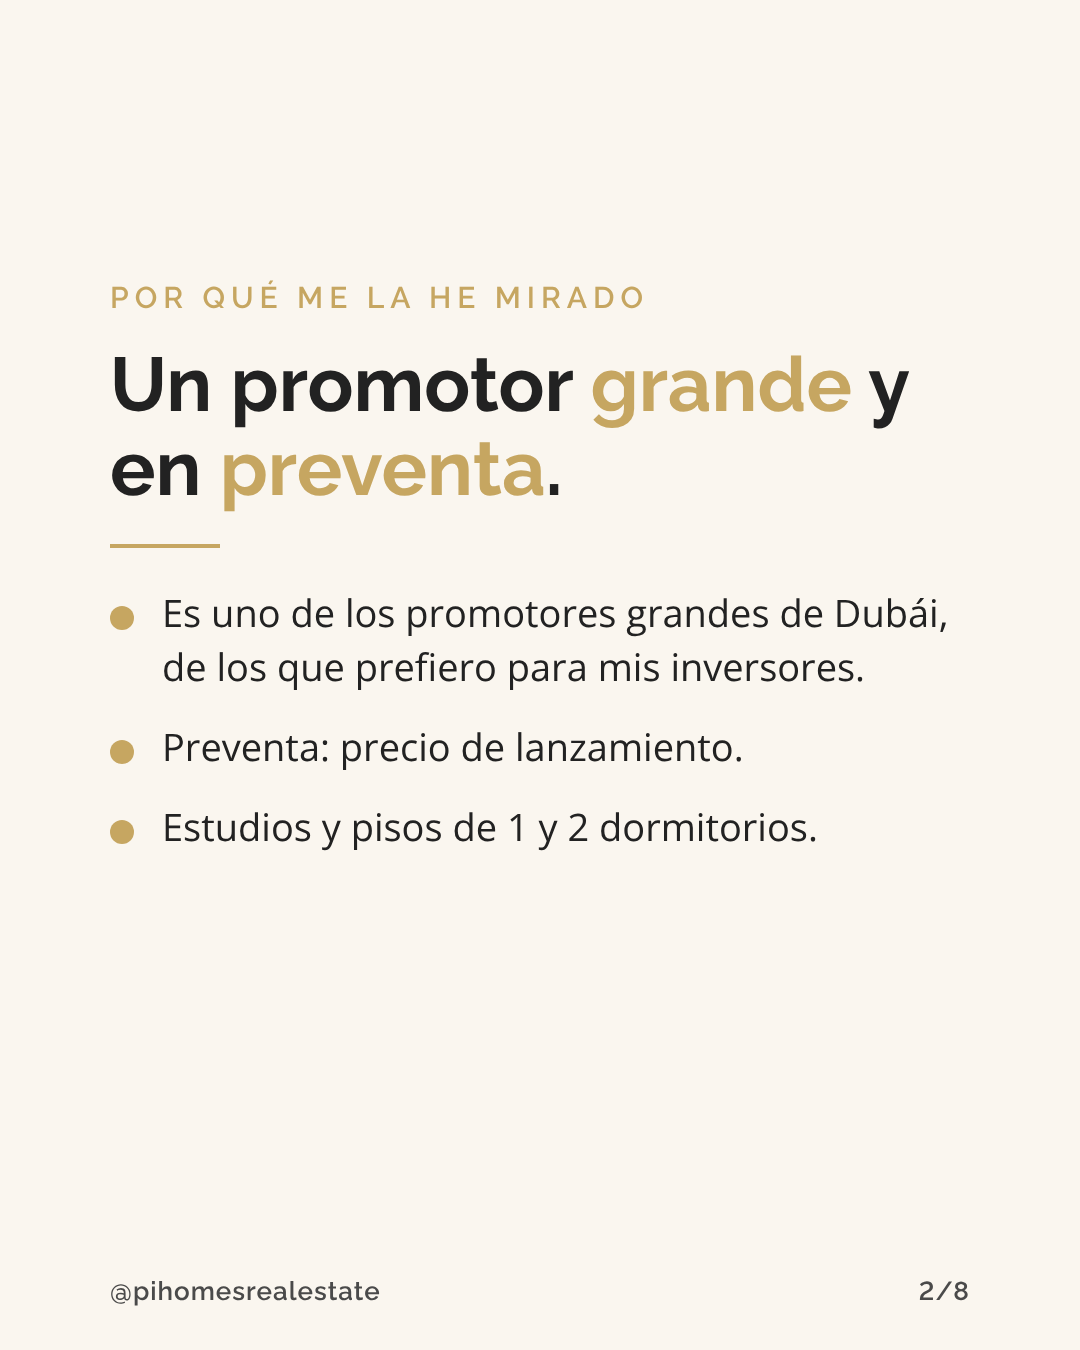 POR QUÉ ME LA HE MIRADO
Un promotor grande y
en preventa.
Es uno de los promotores grandes de Dubái,
de los que prefiero para mis inversores.
Preventa: precio de lanzamiento.
Estudios y pisos de 1 y 2 dormitorios.
@pihomesrealestate
2/8